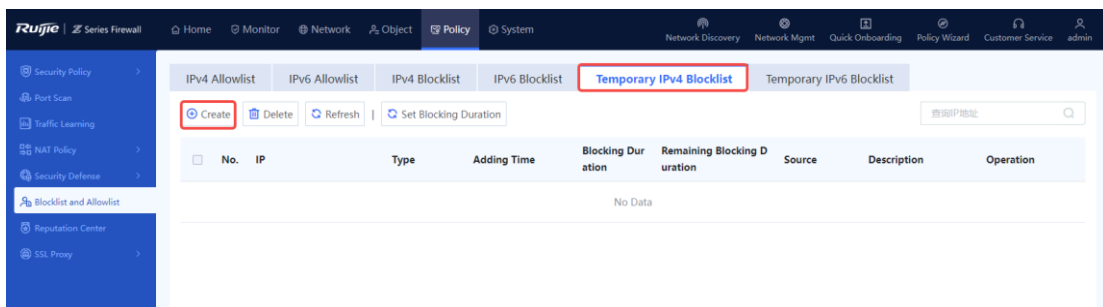 Ruijie | Z Series Firewall
Home Monitor Network Object Policy System
Network Discovery Network Mgmt Quick Onboarding Policy Wizard Customer Service admin
Security Policy
Port Scan
Traffic Learning
NAT Policy
Security Defense
Blocklist and Allowlist
Reputation Center
SSL Proxy
IPv4 Allowlist IPv6 Allowlist IPv4 Blocklist IPv6 Blocklist Temporary IPv4 Blocklist Temporary IPv6 Blocklist
Create Delete Refresh | Set Blocking Duration
查询IP地址
No. IP Type Adding Time Blocking Dur Remaining Blocking D Source Description Operation
ation uration
No Data